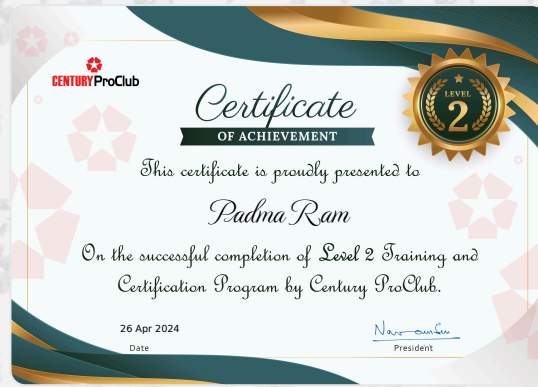 CENTURY ProClub
LEVEL
2
Certificate
OF ACHIEVEMENT
This certificate is proudly presented to
Padma Ram
On the successful completion of Level 2 Training and
Certification Program by Century ProClub.
26 Apr 2024
Date
President